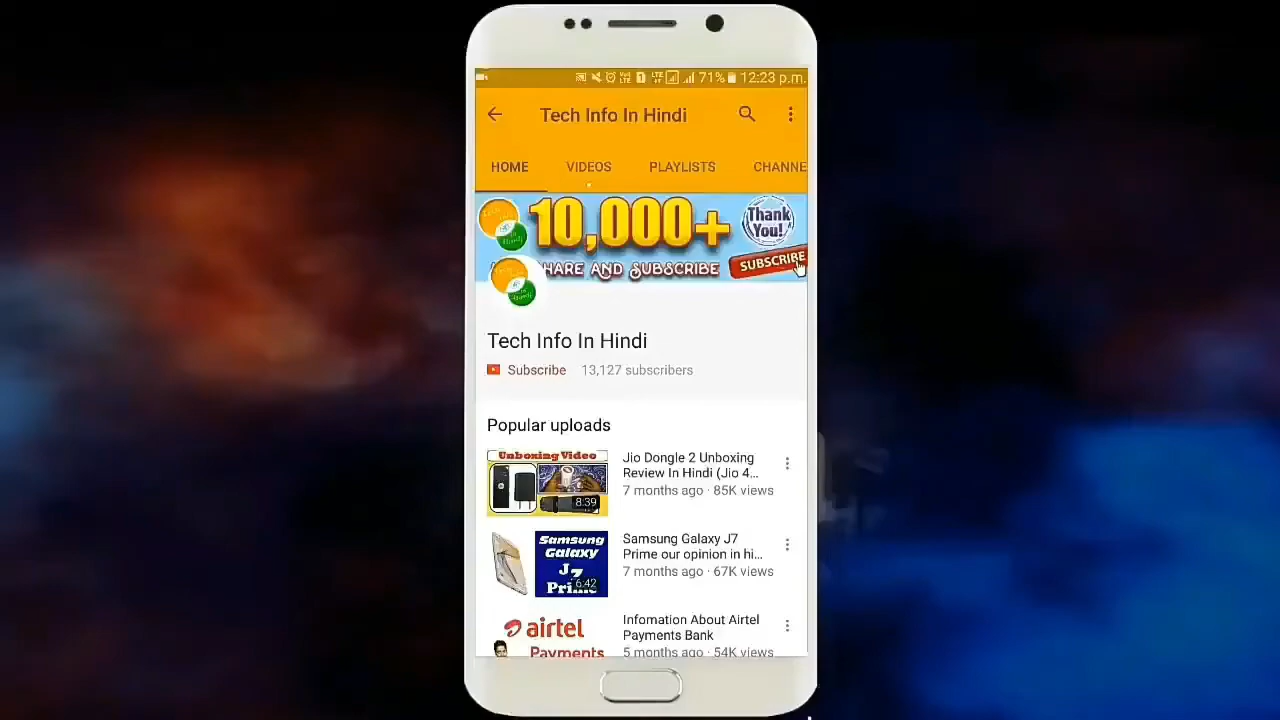 71% 12:23 p.m.
Tech Info In Hindi
HOME VIDEOS PLAYLISTS CHANNE
10,000+
Thank
You!
HARE AND SUBSCRIBE
SUBSCRIBE
Tech Info In Hindi
Subscribe 13,127 subscribers
Popular uploads
Unboxing Video
8:39
Jio Dongle 2 Unboxing
Review In Hindi (Jio 4...
7 months ago · 85K views
Samsung
Galaxy
J7
Prime
6:42
Samsung Galaxy J7
Prime our opinion in hi...
7 months ago · 67K views
airtel
Payments
Infomation About Airtel
Payments Bank
5 months ago · 54K views